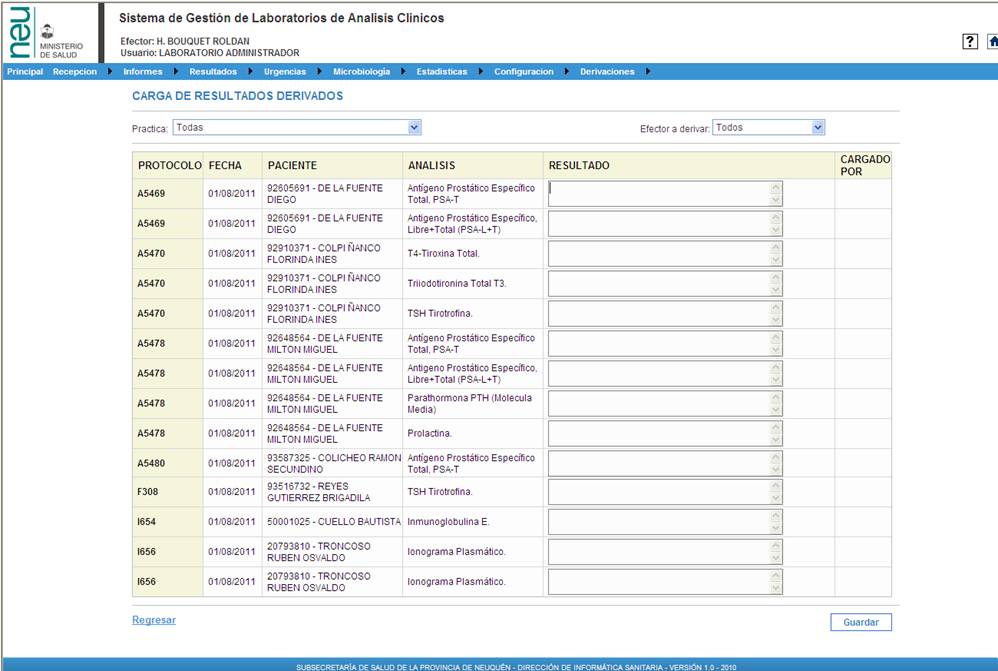 neu
MINISTERIO
DE SALUD
Sistema de Gestión de Laboratorios de Analisis Clinicos
Efector: H. BOUQUET ROLDAN
Usuario: LABORATORIO ADMINISTRADOR
?
Principal Recepcion Informes Resultados Urgencias Microbiología Estadisticas Configuracion Derivaciones
CARGA DE RESULTADOS DERIVADOS
Practica: Todas Efector a derivar: Todos
PROTOCOLO FECHA PACIENTE ANALISIS RESULTADO CARGADO
POR
A5469 01/08/2011 92605691 - DE LA FUENTE
DIEGO Antígeno Prostático Específico
Total, PSA-T
A5469 01/08/2011 92605691 - DE LA FUENTE
DIEGO Antigeno Prostático Específico,
Libre+Total (PSA-L+T)
A5470 01/08/2011 92910371 - COLPI ÑANCO
FLORINDA INES T4-Tiroxina Total.
A5470 01/08/2011 92910371 - COLPI ÑANCO
FLORINDA INES Triiodotironina Total T3.
A5470 01/08/2011 92910371 - COLPI ÑANCO
FLORINDA INES TSH Tirotrofina.
A5478 01/08/2011 92648564 - DE LA FUENTE
MILTON MIGUEL Antígeno Prostático Específico
Total, PSA-T
A5478 01/08/2011 92648564 - DE LA FUENTE
MILTON MIGUEL Antigeno Prostático Específico,
Libre+Total (PSA-L+T)
A5478 01/08/2011 92648564 - DE LA FUENTE
MILTON MIGUEL Parathormona PTH (Molecula
Media)
A5478 01/08/2011 92648564 - DE LA FUENTE
MILTON MIGUEL Prolactina.
A5480 01/08/2011 93587325 - COLICHEO RAMON
SECUNDINO Antígeno Prostático Específico
Total, PSA-T
F308 01/08/2011 93516732 - REYES
GUTIERREZ BRIGADILA TSH Tirotrofina.
I654 01/08/2011 50001025 - CUELLO BAUTISTA Inmunoglobulina E.
I656 01/08/2011 20793810 - TRONCOSO
RUBEN OSVALDO Ionograma Plasmático.
I656 01/08/2011 20793810 - TRONCOSO
RUBEN OSVALDO Ionograma Plasmático.
Regresar Guardar
SUBSECRETARÍA DE SALUD DE LA PROVINCIA DE NEUQUÉN - DIRECCIÓN DE INFORMÁTICA SANITARIA - VERSIÓN 1.0 - 2010